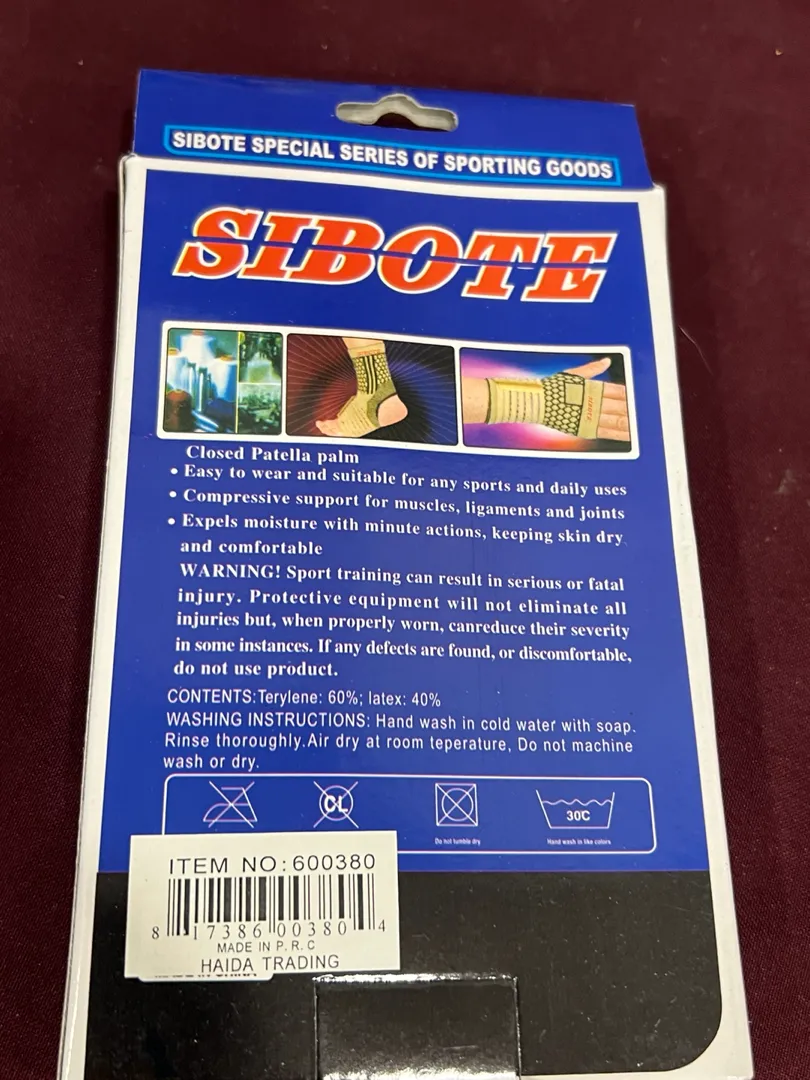 SIBOTE SPECIAL SERIES OF SPORTING GOODS
SIBOTE
Closed Patella palm
• Easy to wear and suitable for any sports and daily uses
• Compressive support for muscles, ligaments and joints
• Expels moisture with minute actions, keeping skin dry
and comfortable
WARNING! Sport training can result in serious or fatal
injury. Protective equipment will not eliminate all
injuries but, when properly worn, canreduce their severity
in some instances. If any defects are found, or discomfortable,
do not use product.
CONTENTS:Terylene: 60%; latex: 40%
WASHING INSTRUCTIONS: Hand wash in cold water with soap.
Rinse thoroughly.Air dry at room teperature, Do not machine
wash or dry.
CL
30C
Do not tumble dry
Hand wash in like colors
ITEM NO:600380
8 17386 00380 4
MADE IN P.R.C
HAIDA TRADING